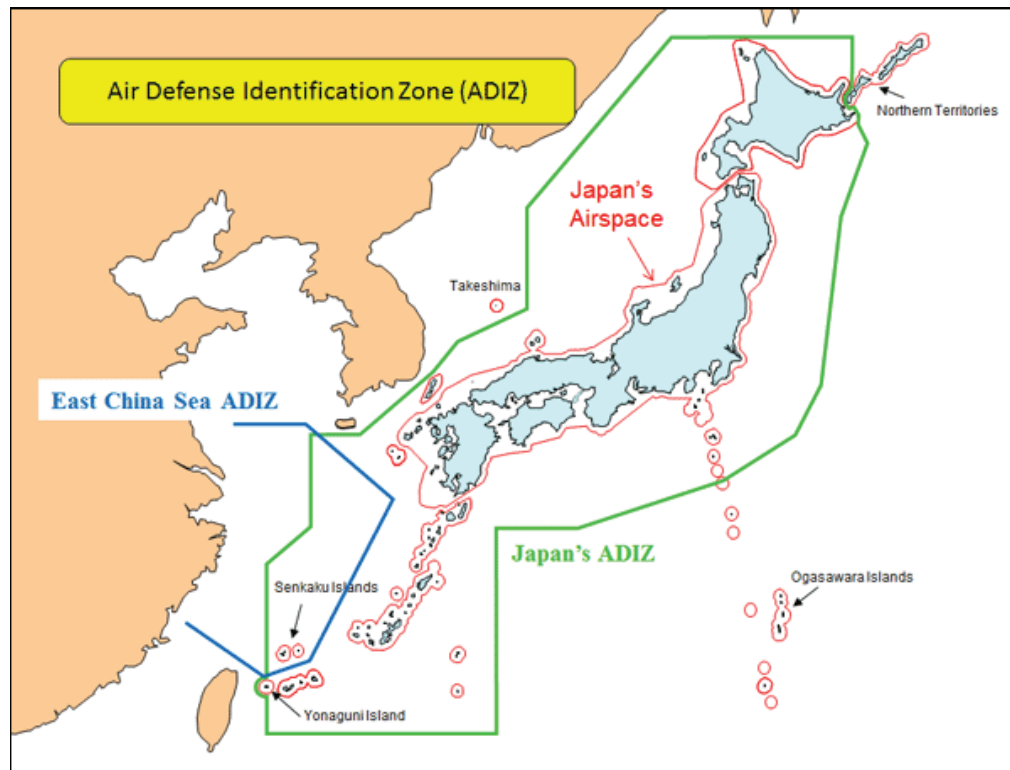 Air Defense Identification Zone (ADIZ)
Northern Territories
Japan's
Airspace
Takeshima
East China Sea ADIZ
Japan's ADIZ
Senkaku Islands
Ogasawara Islands
Yonaguni Island